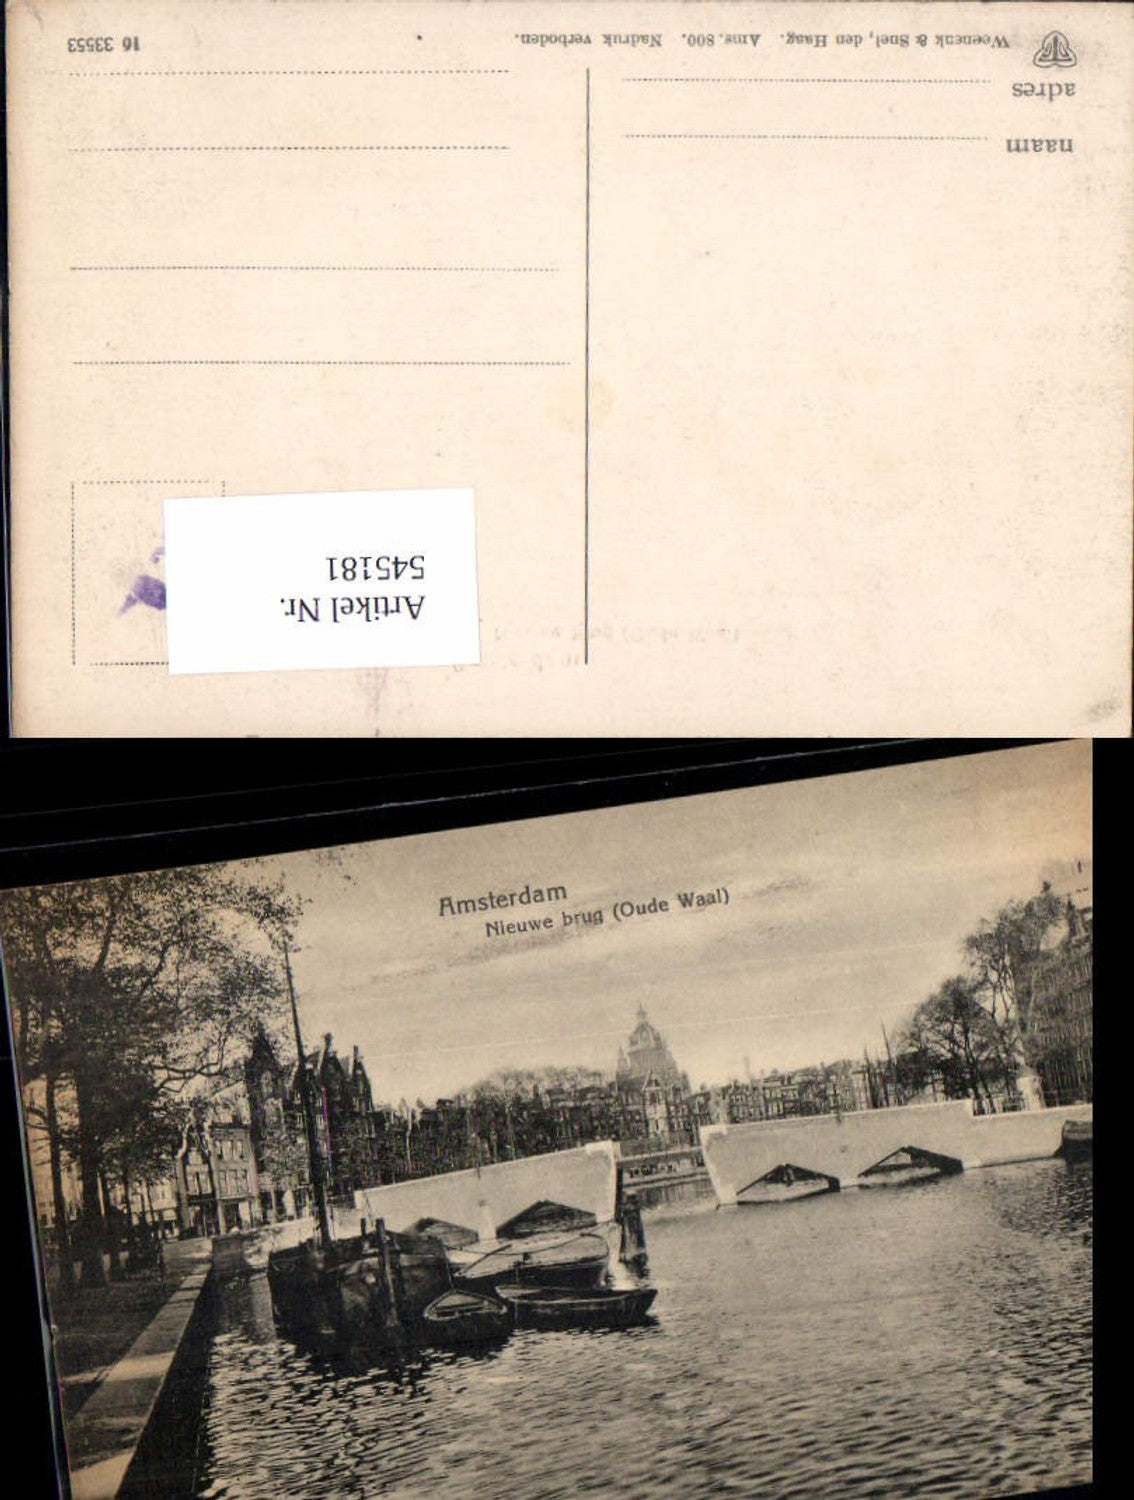 16 33553
Weenenk & Snel, den Haag. Ams. 800. Nadruk verboden.
adres
naam
Artikel Nr.
545181
Amsterdam
Nieuwe brug (Oude Waal)